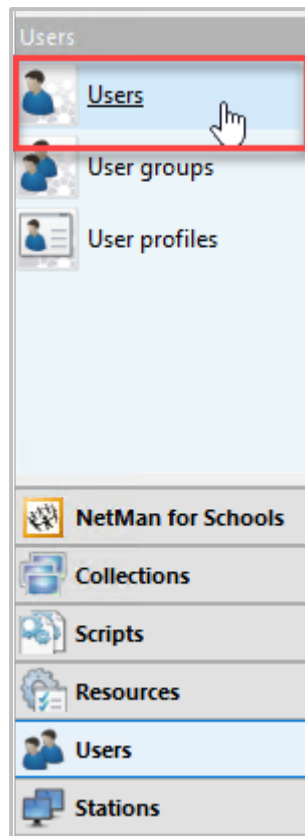 Users
Users
User groups
User profiles
NetMan for Schools
Collections
Scripts
Resources
Users
Stations